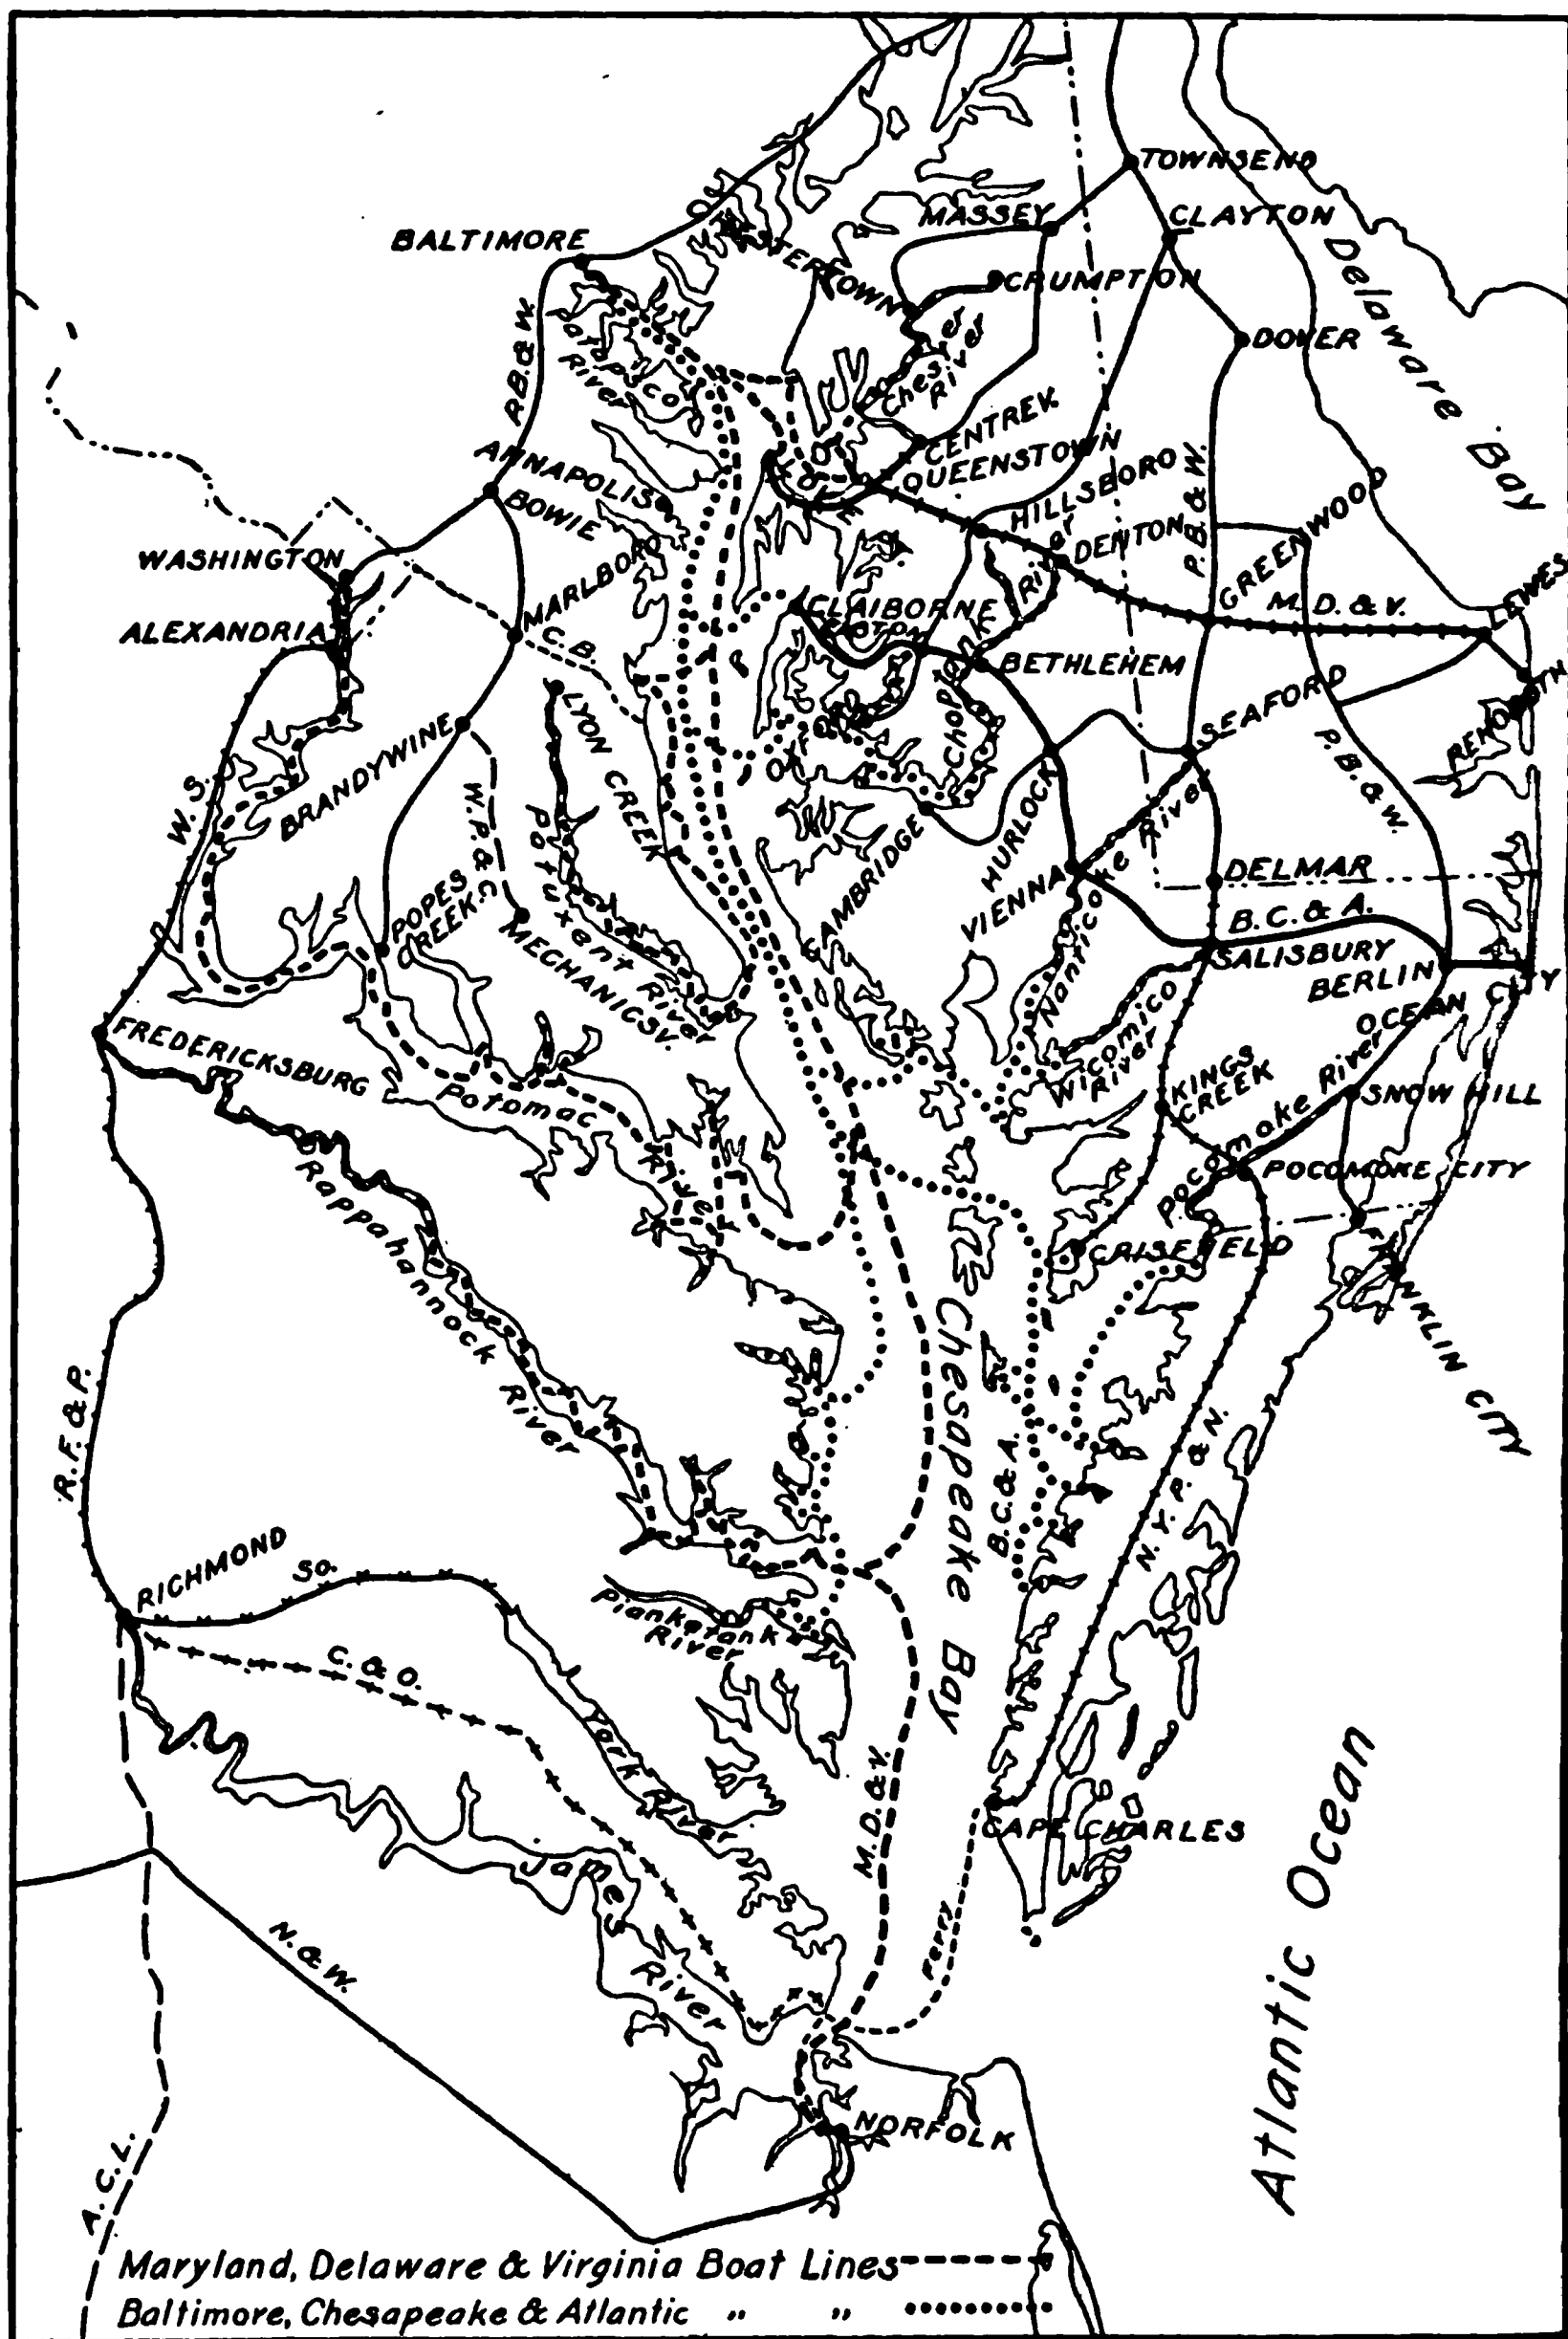 TOWNSEND
MASSEY
CLAYTON
BALTIMORE
CHESTERTOWN
CRUMPTON
Delaware Bay
DOVER
P.B.& W.
Patapsco
River
Chester
River
CENTREV.
QUEENSTOWN
ANNAPOLIS
BOWIE
HILLSBORO
DENTON
P.B.& W.
GREENWOOD
WASHINGTON
MARLBORO
CLAIBORNE
River
M.D.& V.
LEWES
ALEXANDRIA
C.B.
EASTON
BETHLEHEM
LYON CREEK
Choptank
SEAFORD
BRANDYWINE
W.S.
OXFORD
P.B.& W.
W.P.& C.
Patuxent River
CAMBRIDGE
HURLOCK
VIENNA
Nanticoke River
DELMAR
B.C.& A.
POPES
CREEK
MECHANICSV.
SALISBURY
BERLIN
OCEAN CITY
FREDERICKSBURG
Wicomico
River
KINGS
CREEK
Potomac
River
Pocomoke River
SNOW HILL
POCOMOKE CITY
Rappahannock River
CRISFIELD
FRANKLIN CITY
Chesapeake Bay
R.F.& P.
B.C.& A.
N.Y.P.& N.
RICHMOND
SO.
Piankatank
River
C.& O.
York River
M.D.& V.
CAPE CHARLES
James River
Ferry
N.& W.
Atlantic Ocean
NORFOLK
A.C.L.
Maryland, Delaware & Virginia Boat Lines
Baltimore, Chesapeake & Atlantic " "